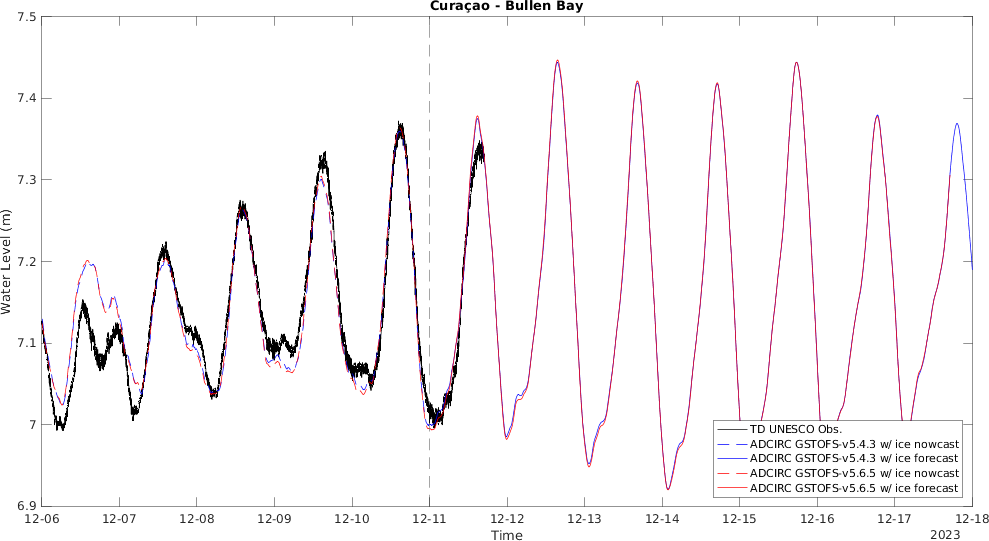 Curaçao - Bullen Bay
7.5
7.4
7.3
7.2
7.1
7
6.9
Water Level (m)
TD UNESCO Obs.
ADCIRC GSTOFS-v5.4.3 w/ ice nowcast
ADCIRC GSTOFS-v5.4.3 w/ ice forecast
ADCIRC GSTOFS-v5.6.5 w/ ice nowcast
ADCIRC GSTOFS-v5.6.5 w/ ice forecast
12-06 12-07 12-08 12-09 12-10 12-11 12-12 12-13 12-14 12-15 12-16 12-17 12-18
Time
2023